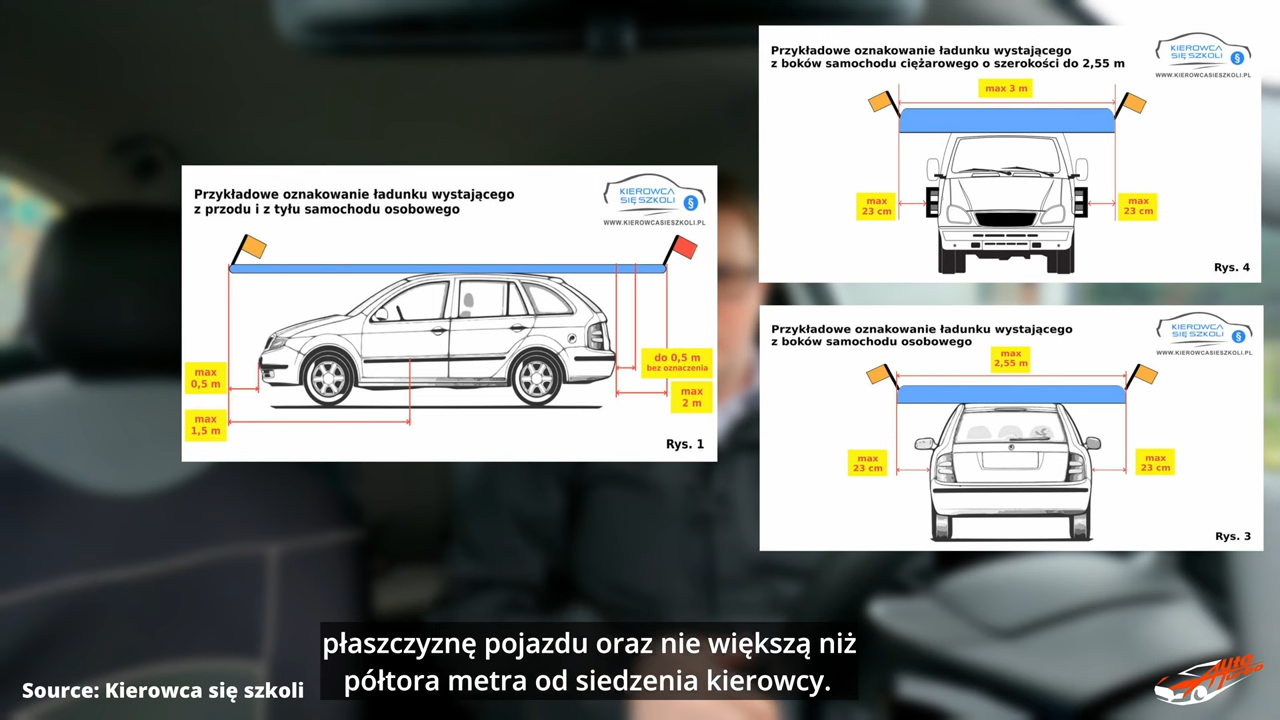 Przykładowe oznakowanie ładunku wystającego
z przodu i z tyłu samochodu osobowego
KIEROWCA
SIĘ SZKOLI
§
WWW.KIEROWCASIESZKOLI.PL
max
0,5 m
max
1,5 m
do 0,5 m
bez oznaczenia
max
2 m
Rys. 1
Przykładowe oznakowanie ładunku wystającego
z boków samochodu ciężarowego o szerokości do 2,55 m
KIEROWCA
SIĘ SZKOLI
§
WWW.KIEROWCASIESZKOLI.PL
max 3 m
max
23 cm
max
23 cm
Rys. 4
Przykładowe oznakowanie ładunku wystającego
z boków samochodu osobowego
KIEROWCA
SIĘ SZKOLI
§
WWW.KIEROWCASIESZKOLI.PL
max
2,55 m
max
23 cm
max
23 cm
Rys. 3
płaszczyznę pojazdu oraz nie większą niż
półtora metra od siedzenia kierowcy.
Source: Kierowca się szkoli
Auto